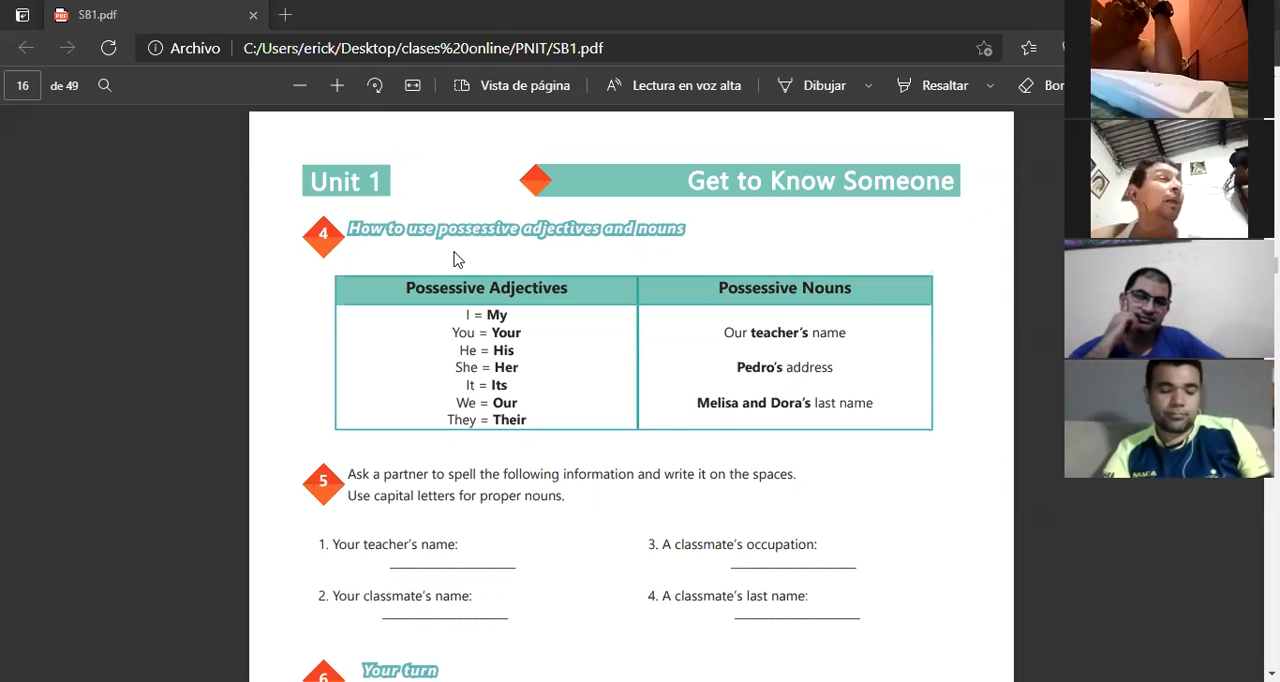 SB1.pdf
Archivo C:/Users/erick/Desktop/clases%20online/PNIT/SB1.pdf
16 de 49 Vista de página Lectura en voz alta Dibujar Resaltar Bor
Unit 1 Get to Know Someone
4 How to use possessive adjectives and nouns
Possessive Adjectives Possessive Nouns
I = My
You = Your Our teacher's name
He = His
She = Her Pedro's address
It = Its
We = Our Melisa and Dora's last name
They = Their
5 Ask a partner to spell the following information and write it on the spaces.
Use capital letters for proper nouns.
1. Your teacher's name: 3. A classmate's occupation:
2. Your classmate's name: 4. A classmate's last name:
6 Your turn